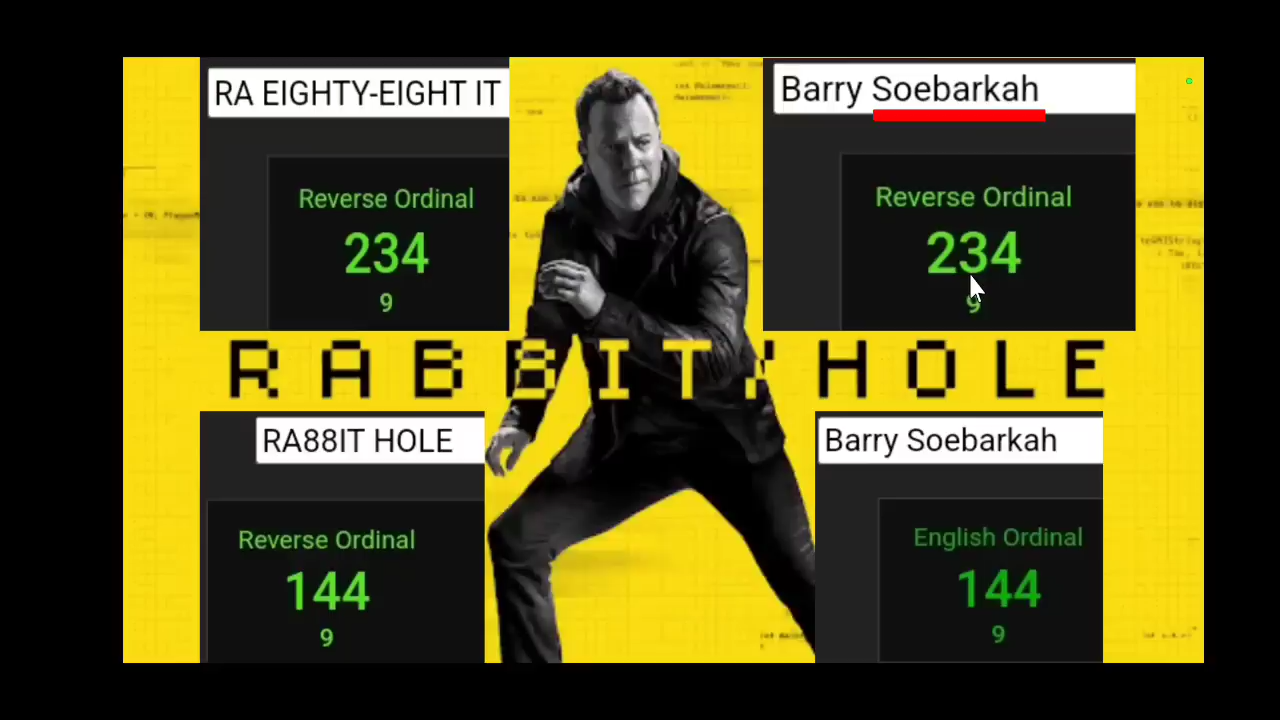 RA EIGHTY-EIGHT IT
Reverse Ordinal
234
9
Barry Soebarkah
Reverse Ordinal
234
9
RABBIT/HOLE
RA88IT HOLE
Reverse Ordinal
144
9
Barry Soebarkah
English Ordinal
144
9